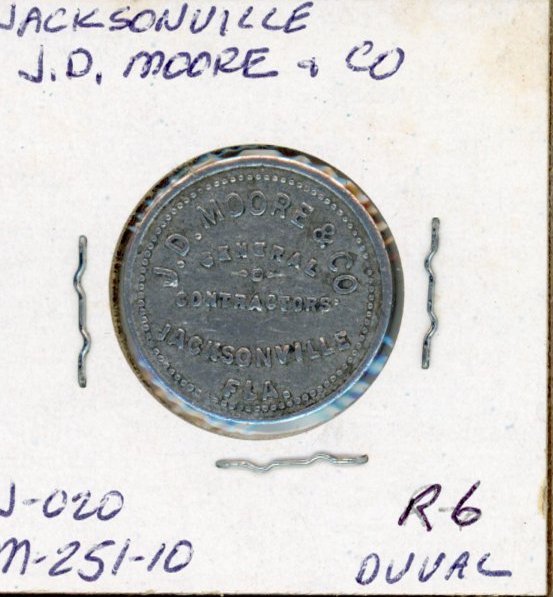 JACKSONVILLE
J.D. MOORE & CO
J.D. MOORE & CO
GENERAL
CONTRACTORS
JACKSONVILLE
FLA.
J-020
R-6
M-251-10
DUVAL